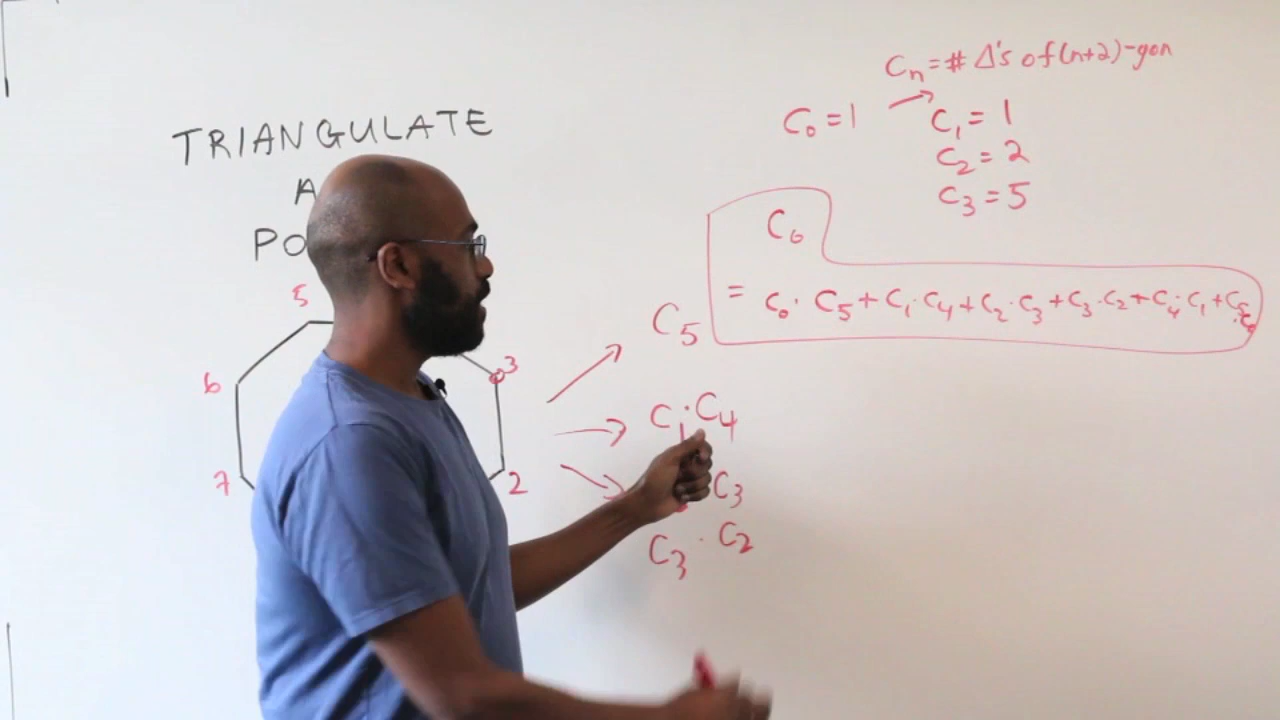 TRIANGULATE
A
PO
5
6
7
3
2
Cₙ = # Δ's of (n+2)-gon
C₀ = 1
C₁ = 1
C₂ = 2
C₃ = 5
C₆
= C₀ · C₅ + C₁ · C₄ + C₂ · C₃ + C₃ · C₂ + C₄ · C₁ + C₅ · C₀
C₅
C₁ · C₄
C₃
C₃ · C₂